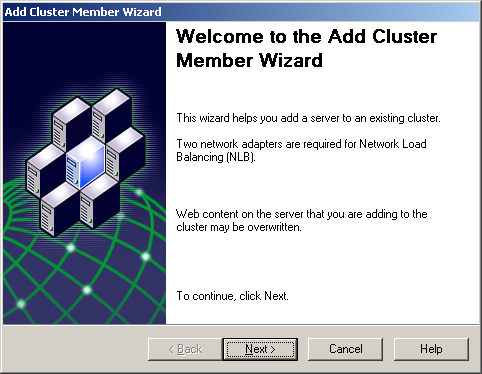 Add Cluster Member Wizard
Welcome to the Add Cluster
Member Wizard
This wizard helps you add a server to an existing cluster.
Two network adapters are required for Network Load
Balancing (NLB).
Web content on the server that you are adding to the
cluster may be overwritten.
To continue, click Next.
< Back
Next >
Cancel
Help